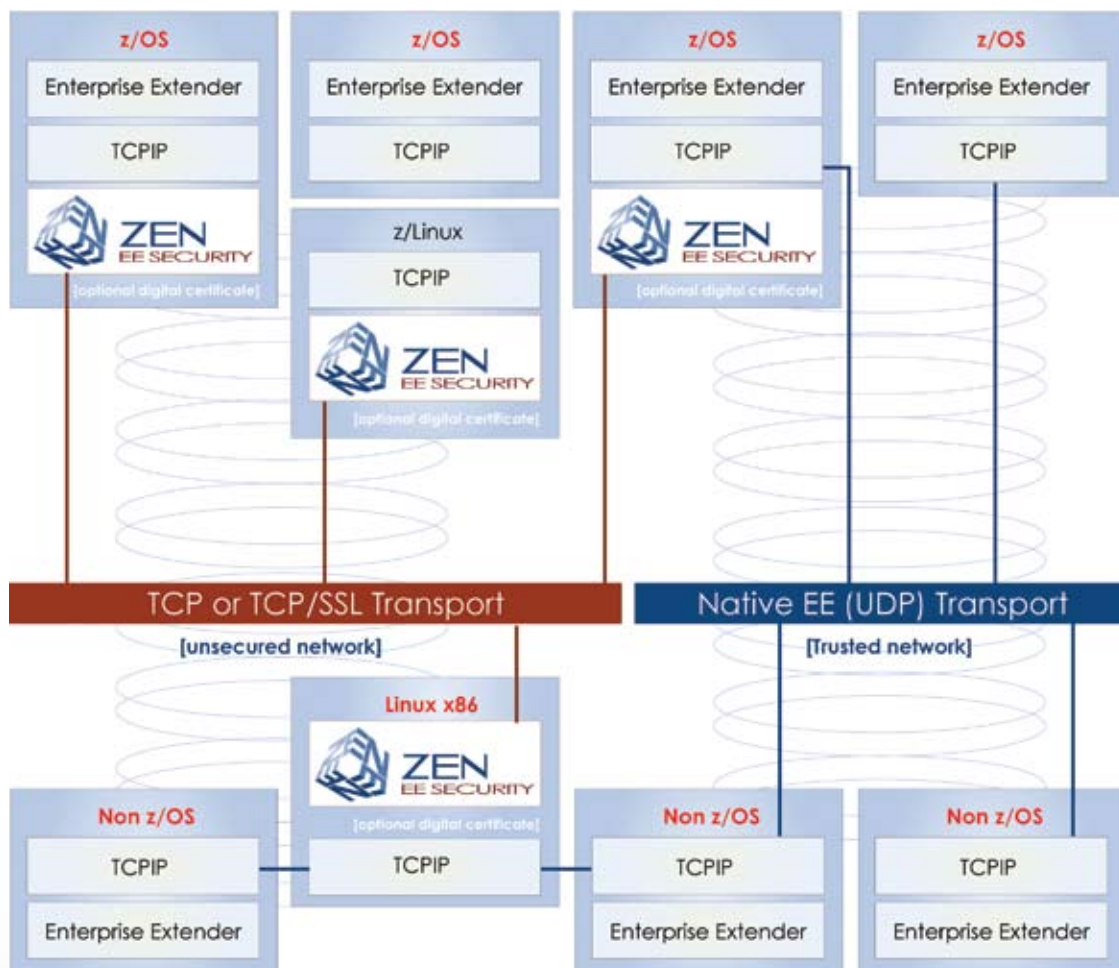 z/OS
Enterprise Extender
TCPIP
ZEN
EE SECURITY
[optional digital certificate]
z/OS
Enterprise Extender
TCPIP
z/Linux
TCPIP
ZEN
EE SECURITY
[optional digital certificate]
z/OS
Enterprise Extender
TCPIP
ZEN
EE SECURITY
[optional digital certificate]
z/OS
Enterprise Extender
TCPIP
TCP or TCP/SSL Transport
[unsecured network]
Native EE (UDP) Transport
[Trusted network]
Linux x86
ZEN
EE SECURITY
[optional digital certificate]
TCPIP
Non z/OS
TCPIP
Enterprise Extender
Non z/OS
TCPIP
Enterprise Extender
Non z/OS
TCPIP
Enterprise Extender